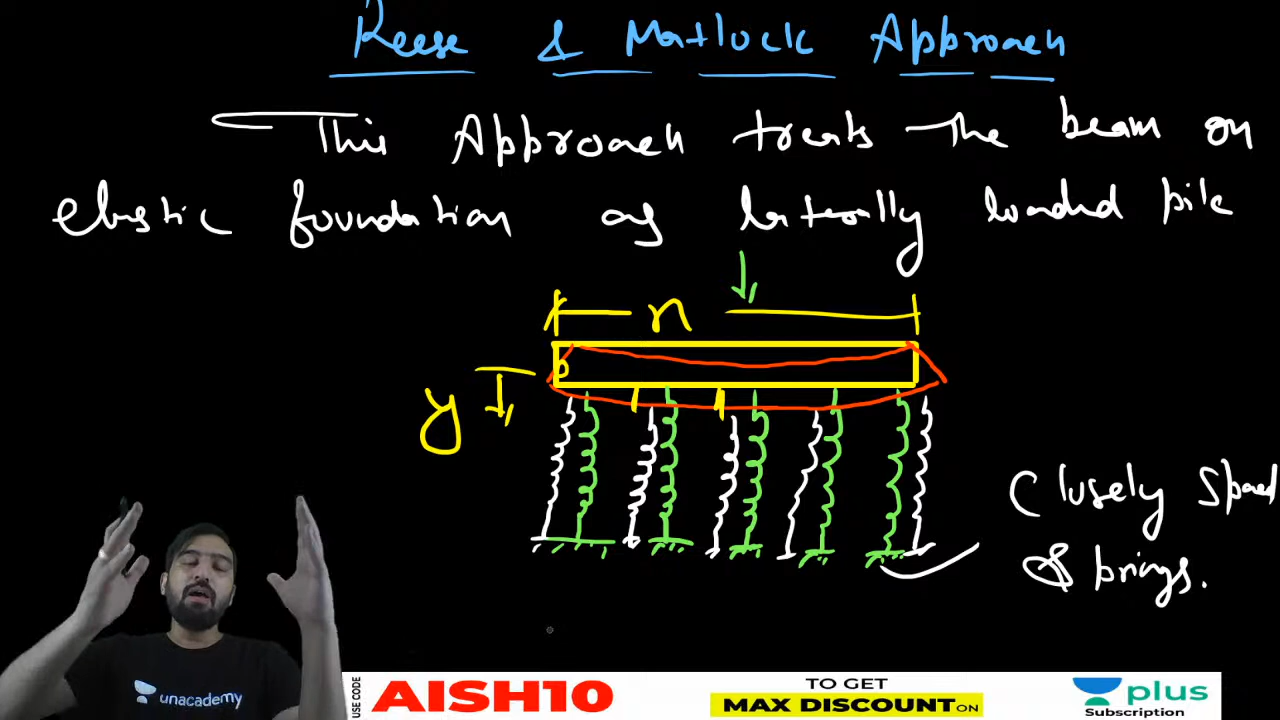 Reese & Matlock Approach
This Approach treats the beam on
elastic foundation as laterally loaded pile
n
y
Closely Spaced
Springs.
unacademy
USE CODE
AISH10
TO GET
MAX DISCOUNT ON
plus
Subscription